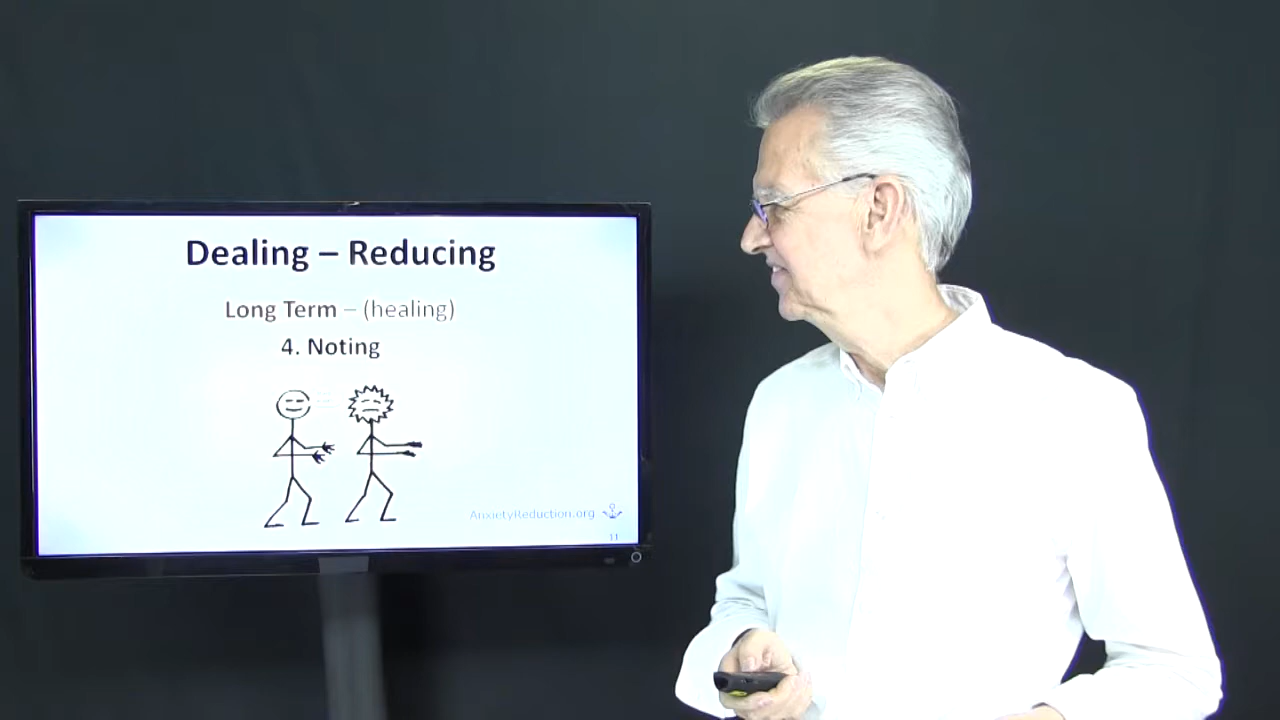 Dealing – Reducing
Long Term – (healing)
4. Noting
AnxietyReduction.org
11